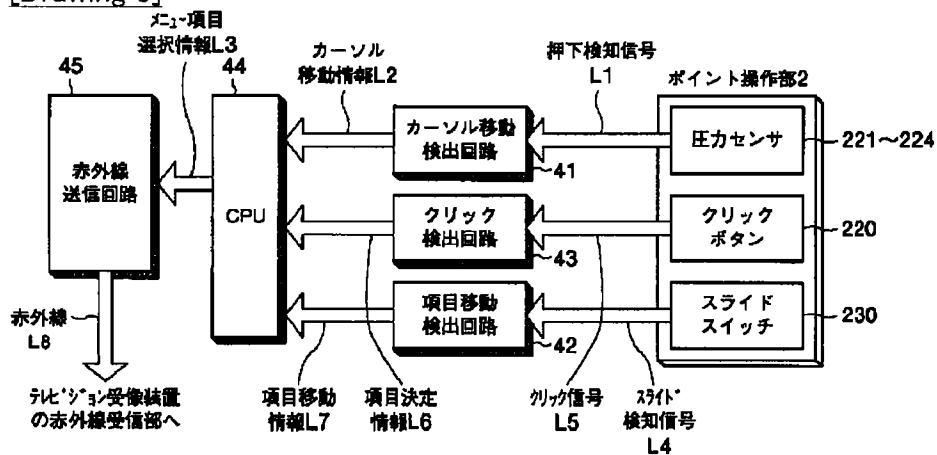 メニュー項目
選択情報L3
45
44
カーソル
移動情報L2
押下検知信号
L1
ポイント操作部2
赤外線
送信回路
CPU
カーソル移動
検出回路
41
圧力センサ
221～224
クリック
検出回路
43
クリック
ボタン
220
項目移動
検出回路
42
スライド
スイッチ
230
赤外線
L8
テレビジョン受像装置
の赤外線受信部へ
項目移動
情報L7
項目決定
情報L6
クリック信号
L5
スライド
検知信号
L4